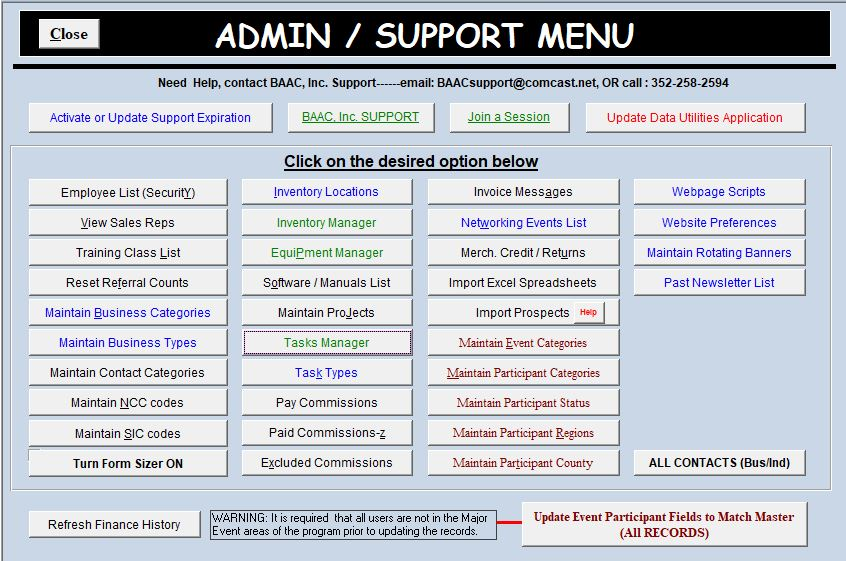 Close
ADMIN / SUPPORT MENU
Need Help, contact BAAC, Inc. Support------email: BAACsupport@comcast.net, OR call : 352-258-2594
Activate or Update Support Expiration
BAAC, Inc. SUPPORT
Join a Session
Update Data Utilities Application
Click on the desired option below
Employee List (SecuritY)
Inventory Locations
Invoice Messages
Webpage Scripts
View Sales Reps
Inventory Manager
Networking Events List
Website Preferences
Training Class List
EquiPment Manager
Merch. Credit / Returns
Maintain Rotating Banners
Reset Referral Counts
Software / Manuals List
Import Excel Spreadsheets
Past Newsletter List
Maintain Business Categories
Maintain ProJects
Import Prospects
Help
Maintain Business Types
Tasks Manager
Maintain Event Categories
Maintain Contact Categories
Task Types
Maintain Participant Categories
Maintain NCC codes
Pay Commissions
Maintain Participant Status
Maintain SIC codes
Paid Commissions-z
Maintain Participant Regions
Turn Form Sizer ON
Excluded Commissions
Maintain Participant County
ALL CONTACTS (Bus/Ind)
Refresh Finance History
WARNING: It is required that all users are not in the Major
Event areas of the program prior to updating the records.
Update Event Participant Fields to Match Master
(All RECORDS)